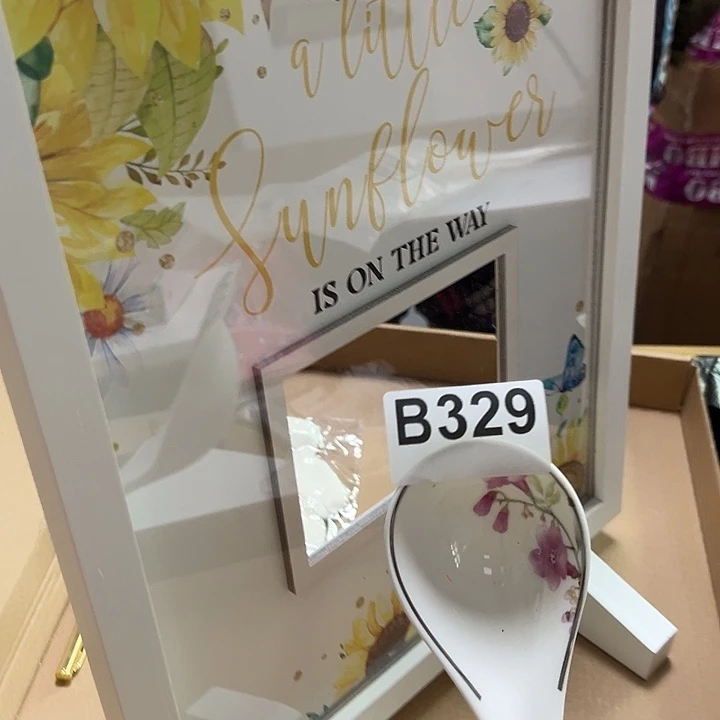 a little
Sunflower
IS ON THE WAY
B329